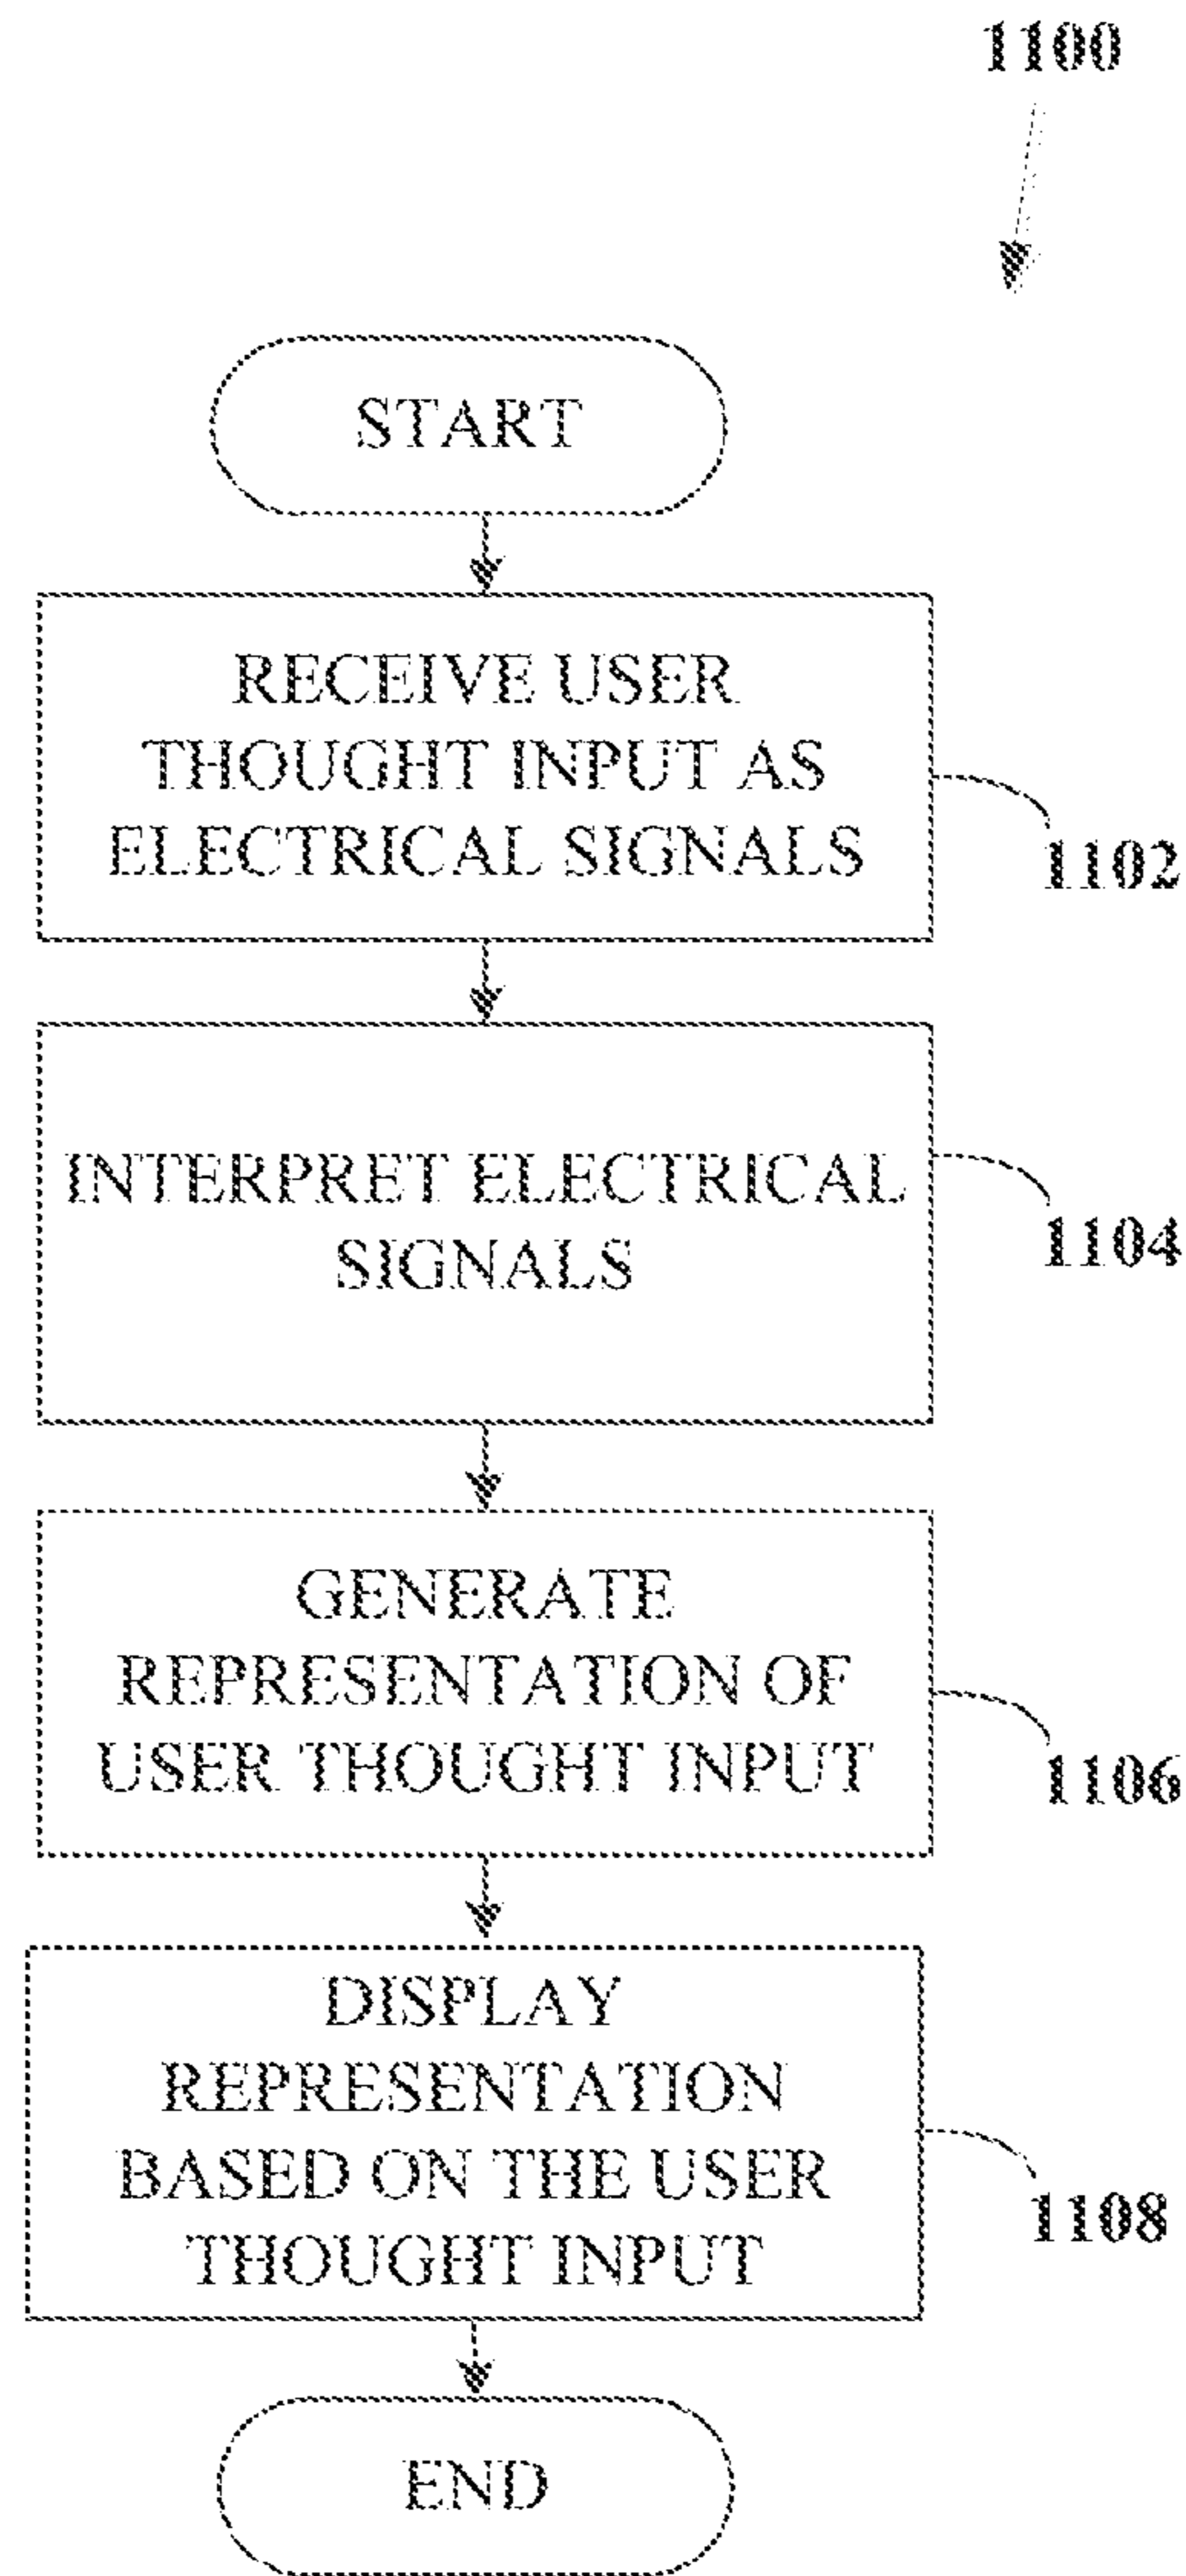 1100
START
RECEIVE USER
THOUGHT INPUT AS
ELECTRICAL SIGNALS
1102
INTERPRET ELECTRICAL
SIGNALS
1104
GENERATE
REPRESENTATION OF
USER THOUGHT INPUT
1106
DISPLAY
REPRESENTATION
BASED ON THE USER
THOUGHT INPUT
1108
END